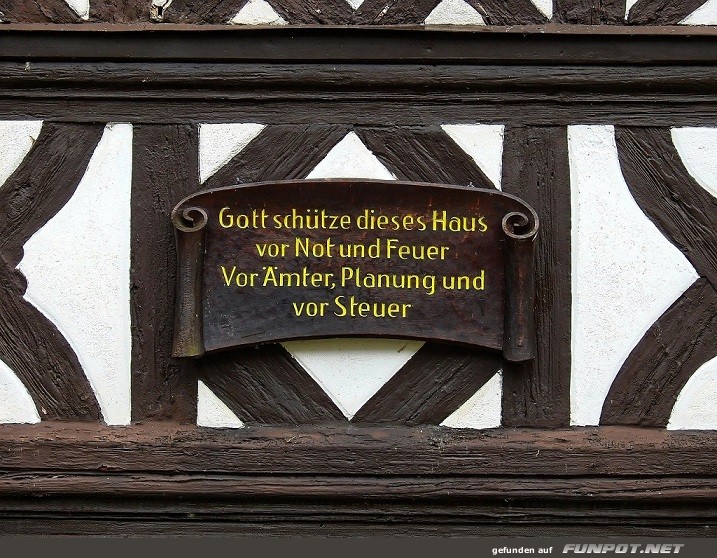 Gott schütze dieses Haus
vor Not und Feuer
Vor Ämter, Planung und
vor Steuer
gefunden auf FUNPOT.NET